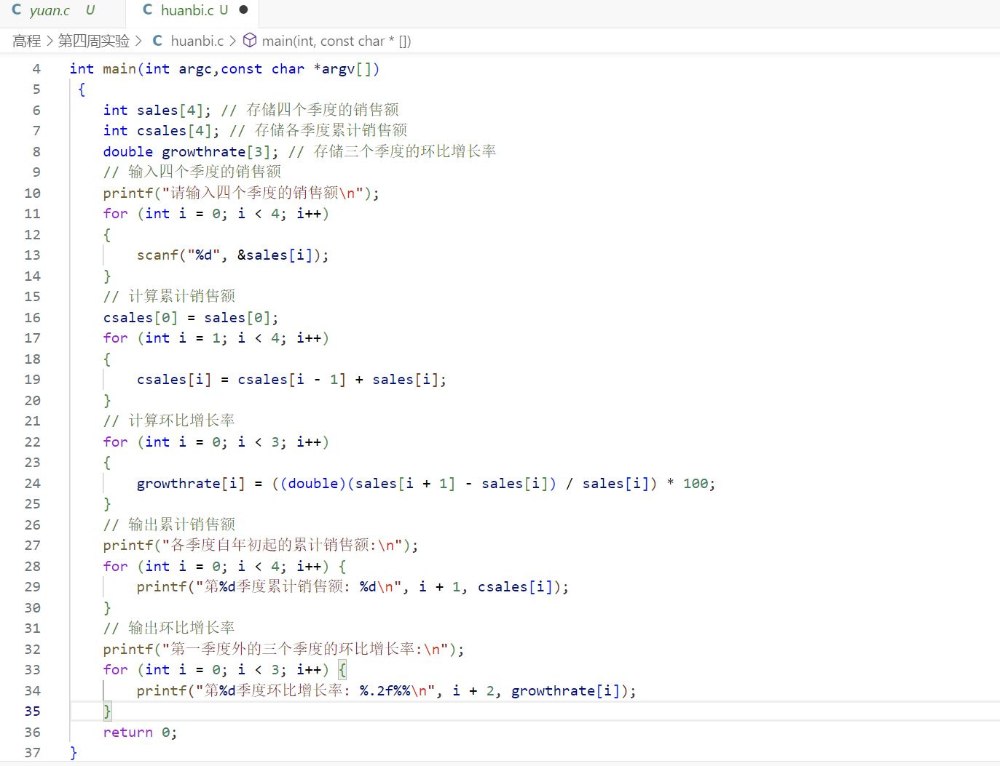 C yuan.c U C huanbi.c U ●
高程 > 第四周实验 > C huanbi.c > main(int, const char * [])
4 int main(int argc,const char *argv[])
5 {
6 int sales[4]; // 存储四个季度的销售额
7 int csales[4]; // 存储各季度累计销售额
8 double growthrate[3]; // 存储三个季度的环比增长率
9 // 输入四个季度的销售额
10 printf("请输入四个季度的销售额\n");
11 for (int i = 0; i < 4; i++)
12 {
13 scanf("%d", &sales[i]);
14 }
15 // 计算累计销售额
16 csales[0] = sales[0];
17 for (int i = 1; i < 4; i++)
18 {
19 csales[i] = csales[i - 1] + sales[i];
20 }
21 // 计算环比增长率
22 for (int i = 0; i < 3; i++)
23 {
24 growthrate[i] = ((double)(sales[i + 1] - sales[i]) / sales[i]) * 100;
25 }
26 // 输出累计销售额
27 printf("各季度自年初起的累计销售额:\n");
28 for (int i = 0; i < 4; i++) {
29 printf("第%d季度累计销售额: %d\n", i + 1, csales[i]);
30 }
31 // 输出环比增长率
32 printf("第一季度外的三个季度的环比增长率:\n");
33 for (int i = 0; i < 3; i++) {
34 printf("第%d季度环比增长率: %.2f%%\n", i + 2, growthrate[i]);
35 }
36 return 0;
37 }